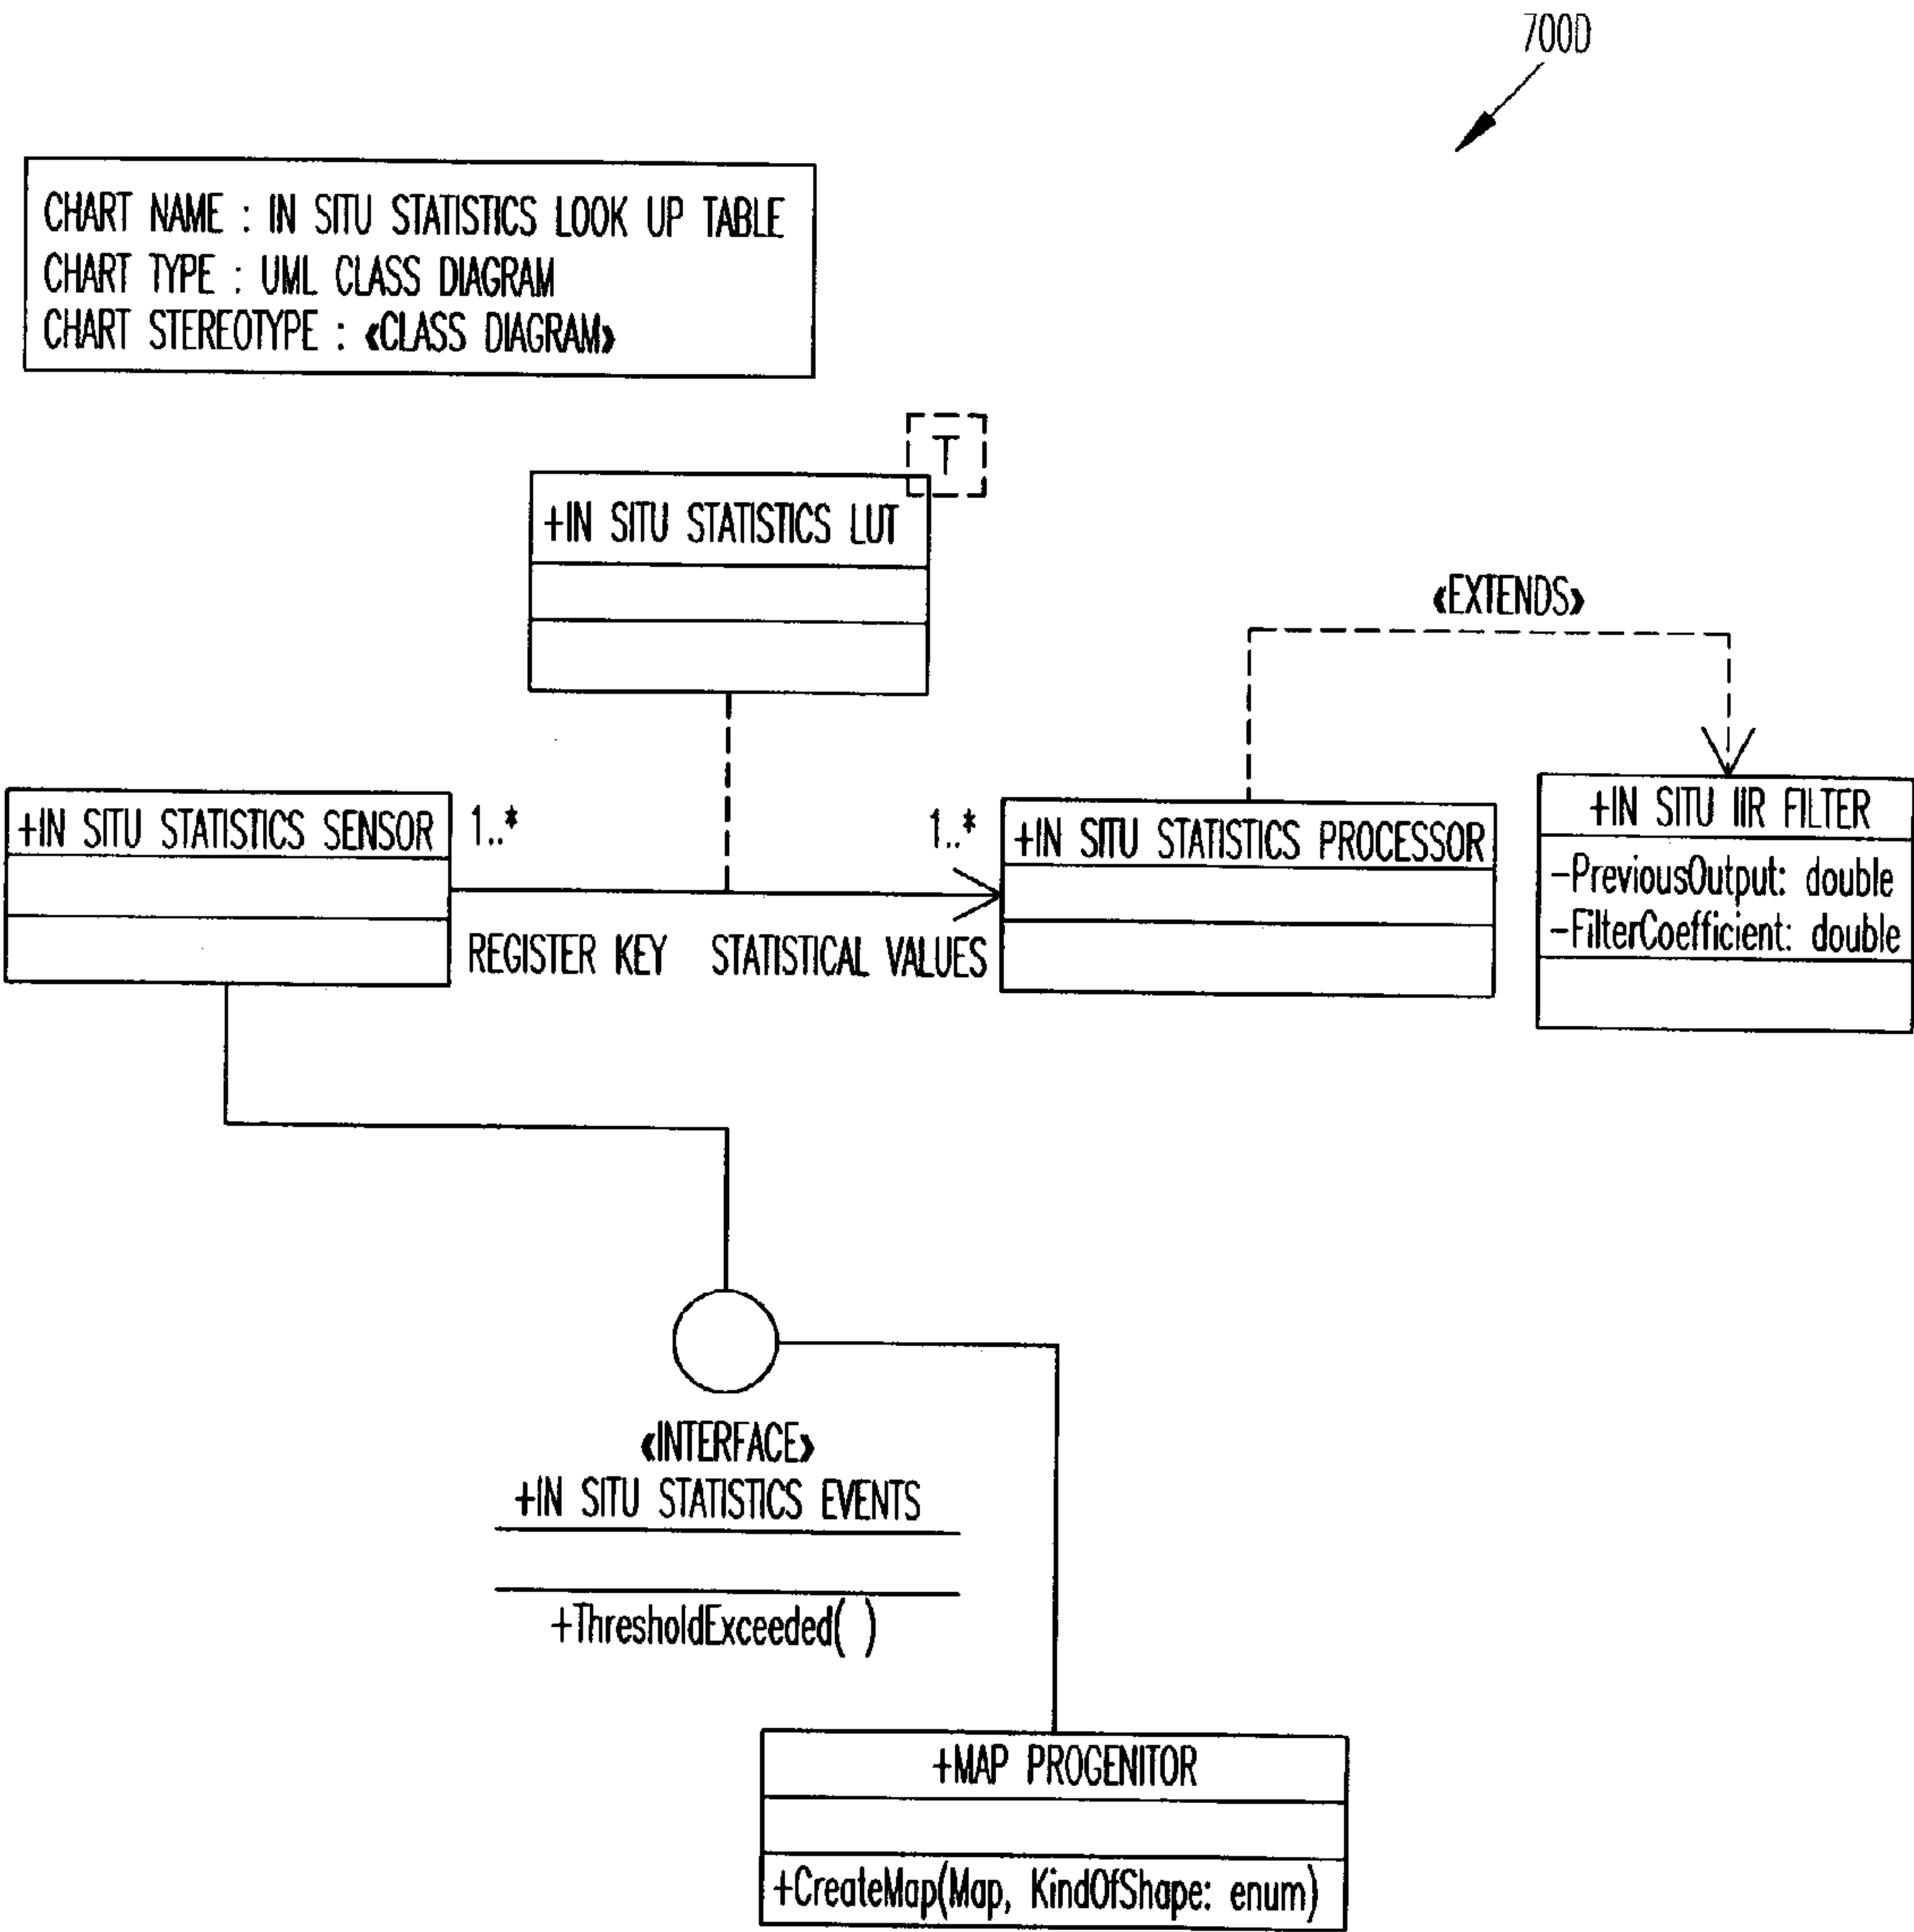 700D
CHART NAME : IN SITU STATISTICS LOOK UP TABLE
CHART TYPE : UML CLASS DIAGRAM
CHART STEREOTYPE : «CLASS DIAGRAM»
T
+IN SITU STATISTICS LUT
«EXTENDS»
+IN SITU STATISTICS SENSOR
1..*
1..*
+IN SITU STATISTICS PROCESSOR
+IN SITU IIR FILTER
-PreviousOutput: double
-FilterCoefficient: double
REGISTER KEY STATISTICAL VALUES
«INTERFACE»
+IN SITU STATISTICS EVENTS
+ThresholdExceeded( )
+MAP PROGENITOR
+CreateMap(Map, KindOfShape: enum)